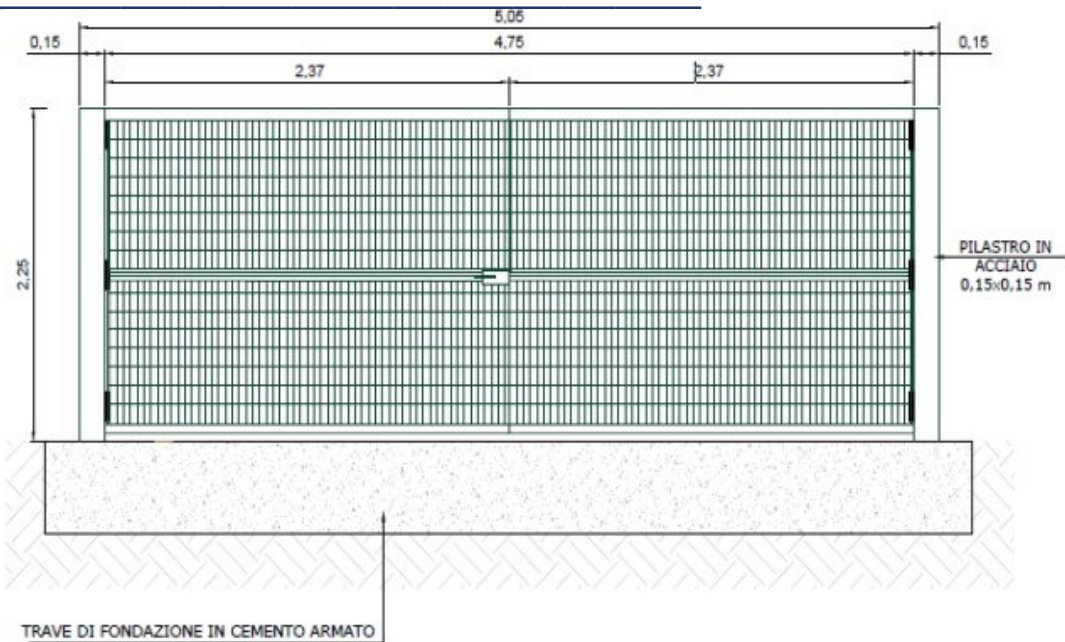 5,05
0,15
4,75
0,15
2,37
2,37
2,25
PILASTRO IN
ACCIAIO
0,15x0,15 m
TRAVE DI FONDAZIONE IN CEMENTO ARMATO